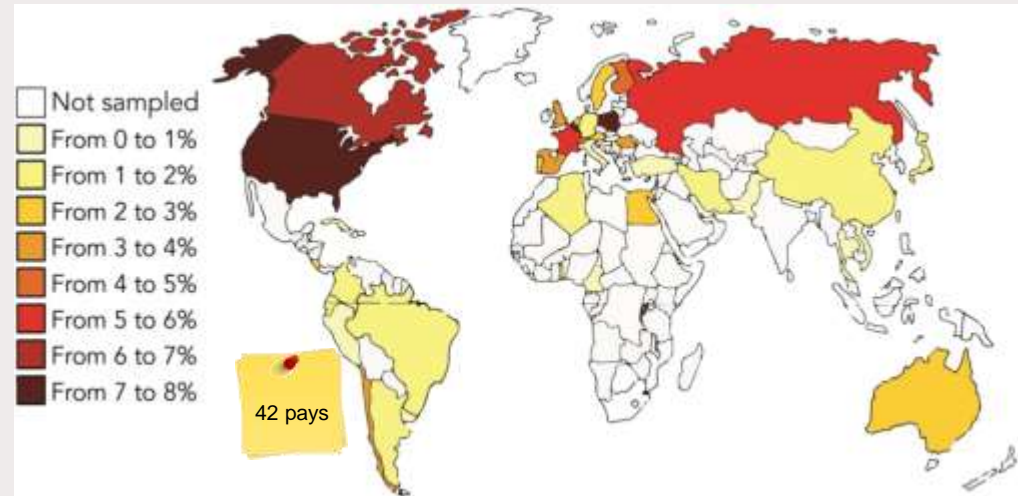 Not sampled
From 0 to 1%
From 1 to 2%
From 2 to 3%
From 3 to 4%
From 4 to 5%
From 5 to 6%
From 6 to 7%
From 7 to 8%
42 pays